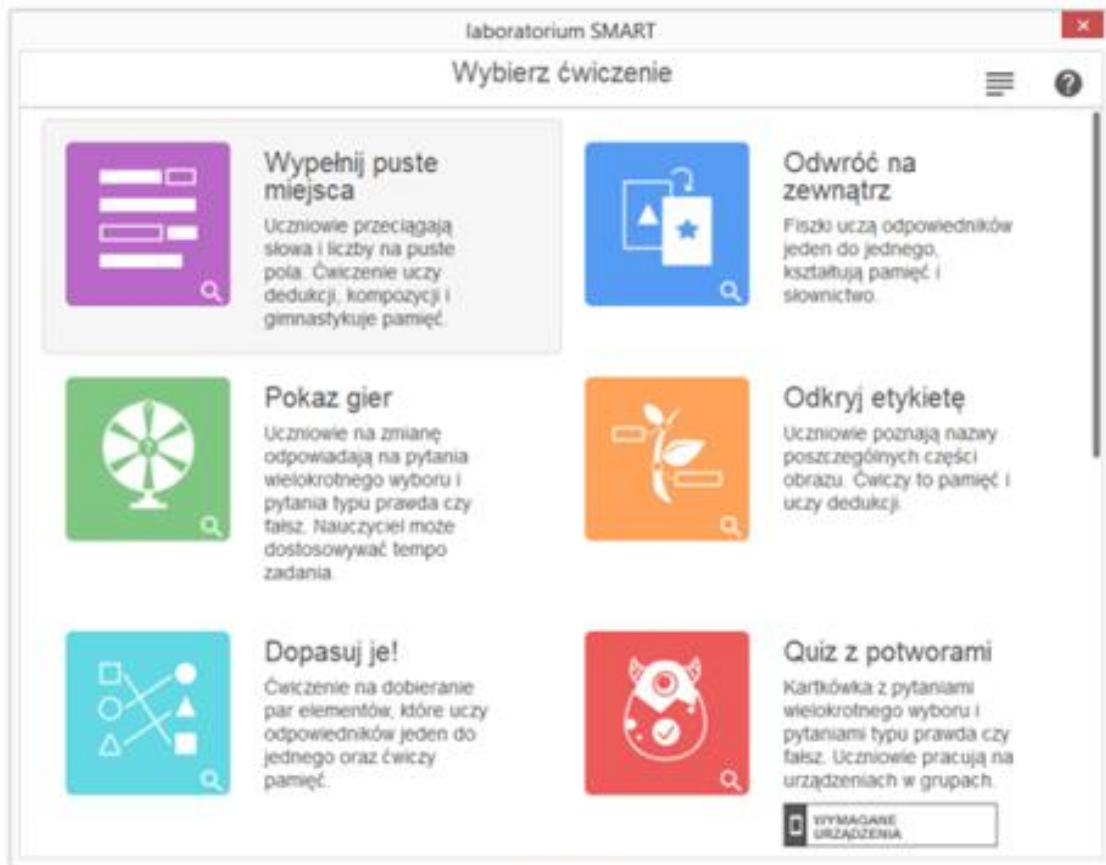 laboratorium SMART
Wybierz ćwiczenie
Wypełnij puste
miejsca
Uczniowie przeciągają
słowa i liczby na puste
pola. Ćwiczenie uczy
dedukcji, kompozycji i
gimnastykuje pamięć.
Odwróć na
zewnątrz
Fiszki uczą odpowiedników
jeden do jednego,
kształtują pamięć i
słownictwo.
Pokaz gier
Uczniowie na zmianę
odpowiadają na pytania
wielokrotnego wyboru i
pytania typu prawda czy
fałsz. Nauczyciel może
dostosowywać tempo
zadania.
Odkryj etykietę
Uczniowie poznają nazwy
poszczególnych części
obrazu. Ćwiczy to pamięć i
uczy dedukcji.
Dopasuj je!
Ćwiczenie na dobieranie
par elementów, które uczy
odpowiedników jeden do
jednego oraz ćwiczy
pamięć.
Quiz z potworami
Kartkówka z pytaniami
wielokrotnego wyboru i
pytaniami typu prawda czy
fałsz. Uczniowie pracują na
urządzeniach w grupach.
WYMAGANE
URZĄDZENIA